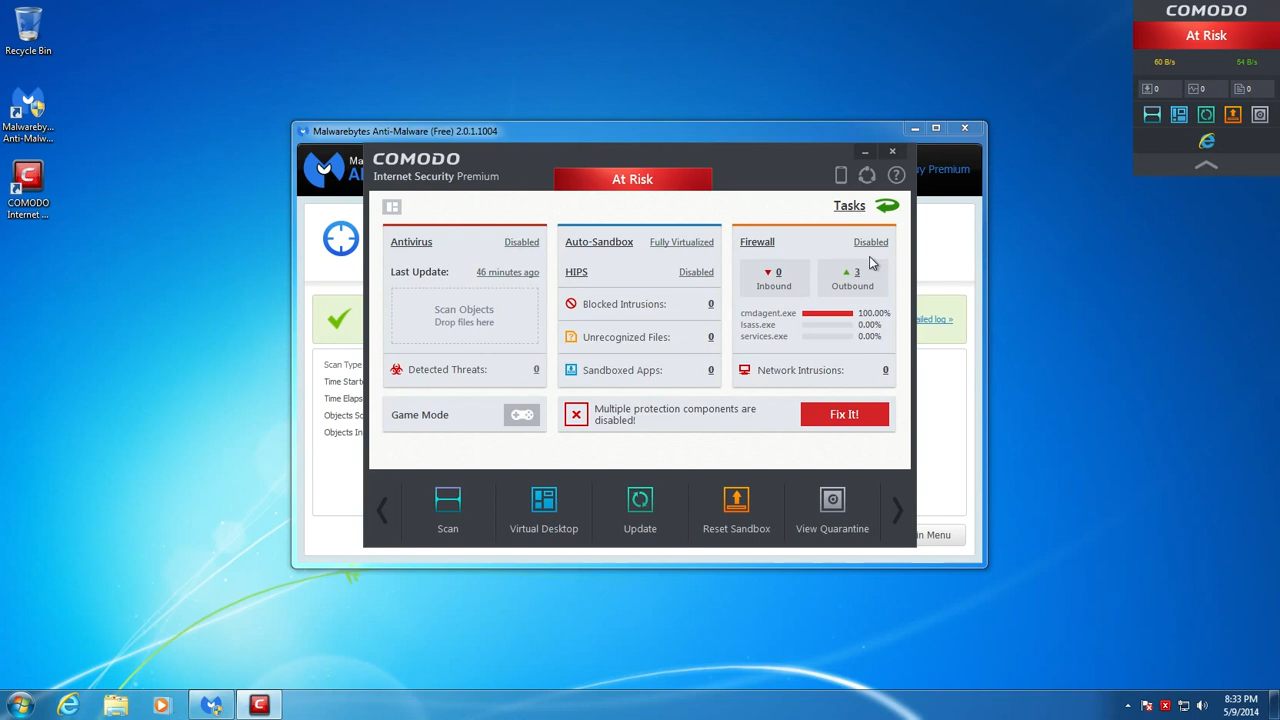 Recycle Bin
Malwareby...
Anti-Malw...
COMODO
Internet ...
COMODO
At Risk
60 B/s
54 B/s
0
0
0
Malwarebytes Anti-Malware (Free) 2.0.1.1004
Ma
uy Premium
COMODO
Internet Security Premium
At Risk
?
Tasks
Antivirus
Disabled
Last Update:
46 minutes ago
Scan Objects
Drop files here
Detected Threats:
0
Auto-Sandbox
Fully Virtualized
HIPS
Disabled
Blocked Intrusions:
0
Unrecognized Files:
0
Sandboxed Apps:
0
Firewall
Disabled
0
Inbound
3
Outbound
cmdagent.exe
100.00%
lsass.exe
0.00%
services.exe
0.00%
Network Intrusions:
0
Game Mode
Multiple protection components are
disabled!
Fix It!
Scan
Virtual Desktop
Update
Reset Sandbox
View Quarantine
Scan Type
Time Starte
Time Elaps
Objects Sc
Objects In
ailed log »
in Menu
8:33 PM
5/9/2014